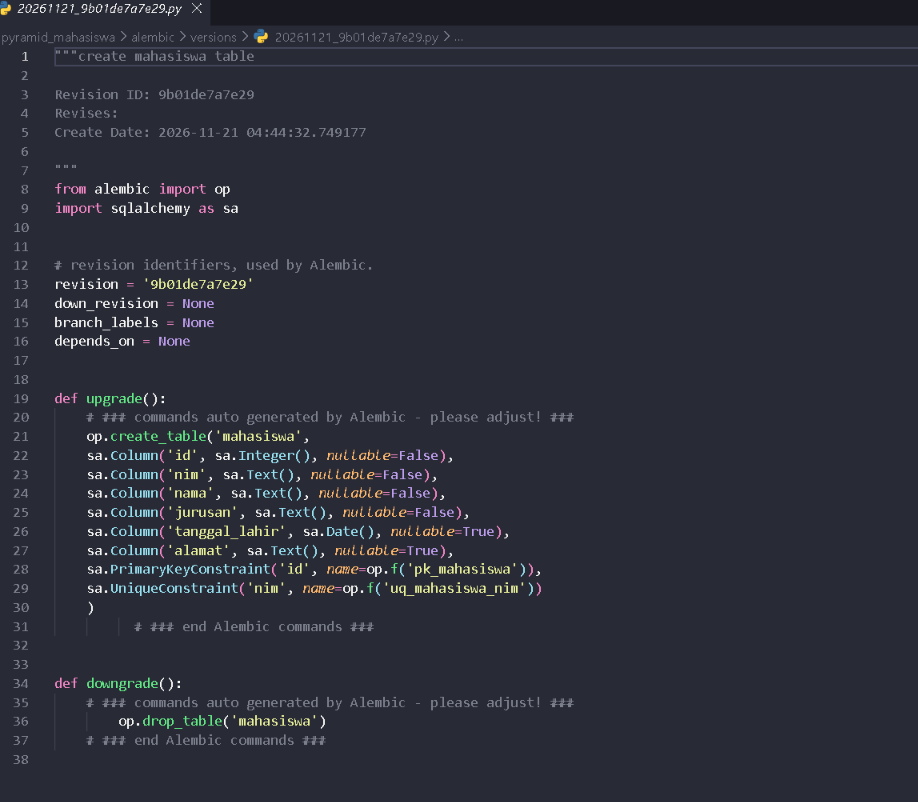 20261121_9b01de7a7e29.py
pyramid_mahasiswa > alembic > versions > 20261121_9b01de7a7e29.py > ...
1 """create mahasiswa table
2
3 Revision ID: 9b01de7a7e29
4 Revises:
5 Create Date: 2026-11-21 04:44:32.749177
6
7 """
8 from alembic import op
9 import sqlalchemy as sa
10
11
12 # revision identifiers, used by Alembic.
13 revision = '9b01de7a7e29'
14 down_revision = None
15 branch_labels = None
16 depends_on = None
17
18
19 def upgrade():
20     # ### commands auto generated by Alembic - please adjust! ###
21     op.create_table('mahasiswa',
22     sa.Column('id', sa.Integer(), nullable=False),
23     sa.Column('nim', sa.Text(), nullable=False),
24     sa.Column('nama', sa.Text(), nullable=False),
25     sa.Column('jurusan', sa.Text(), nullable=False),
26     sa.Column('tanggal_lahir', sa.Date(), nullable=True),
27     sa.Column('alamat', sa.Text(), nullable=True),
28     sa.PrimaryKeyConstraint('id', name=op.f('pk_mahasiswa')),
29     sa.UniqueConstraint('nim', name=op.f('uq_mahasiswa_nim'))
30     )
31           # ### end Alembic commands ###
32
33
34 def downgrade():
35     # ### commands auto generated by Alembic - please adjust! ###
36         op.drop_table('mahasiswa')
37     # ### end Alembic commands ###
38